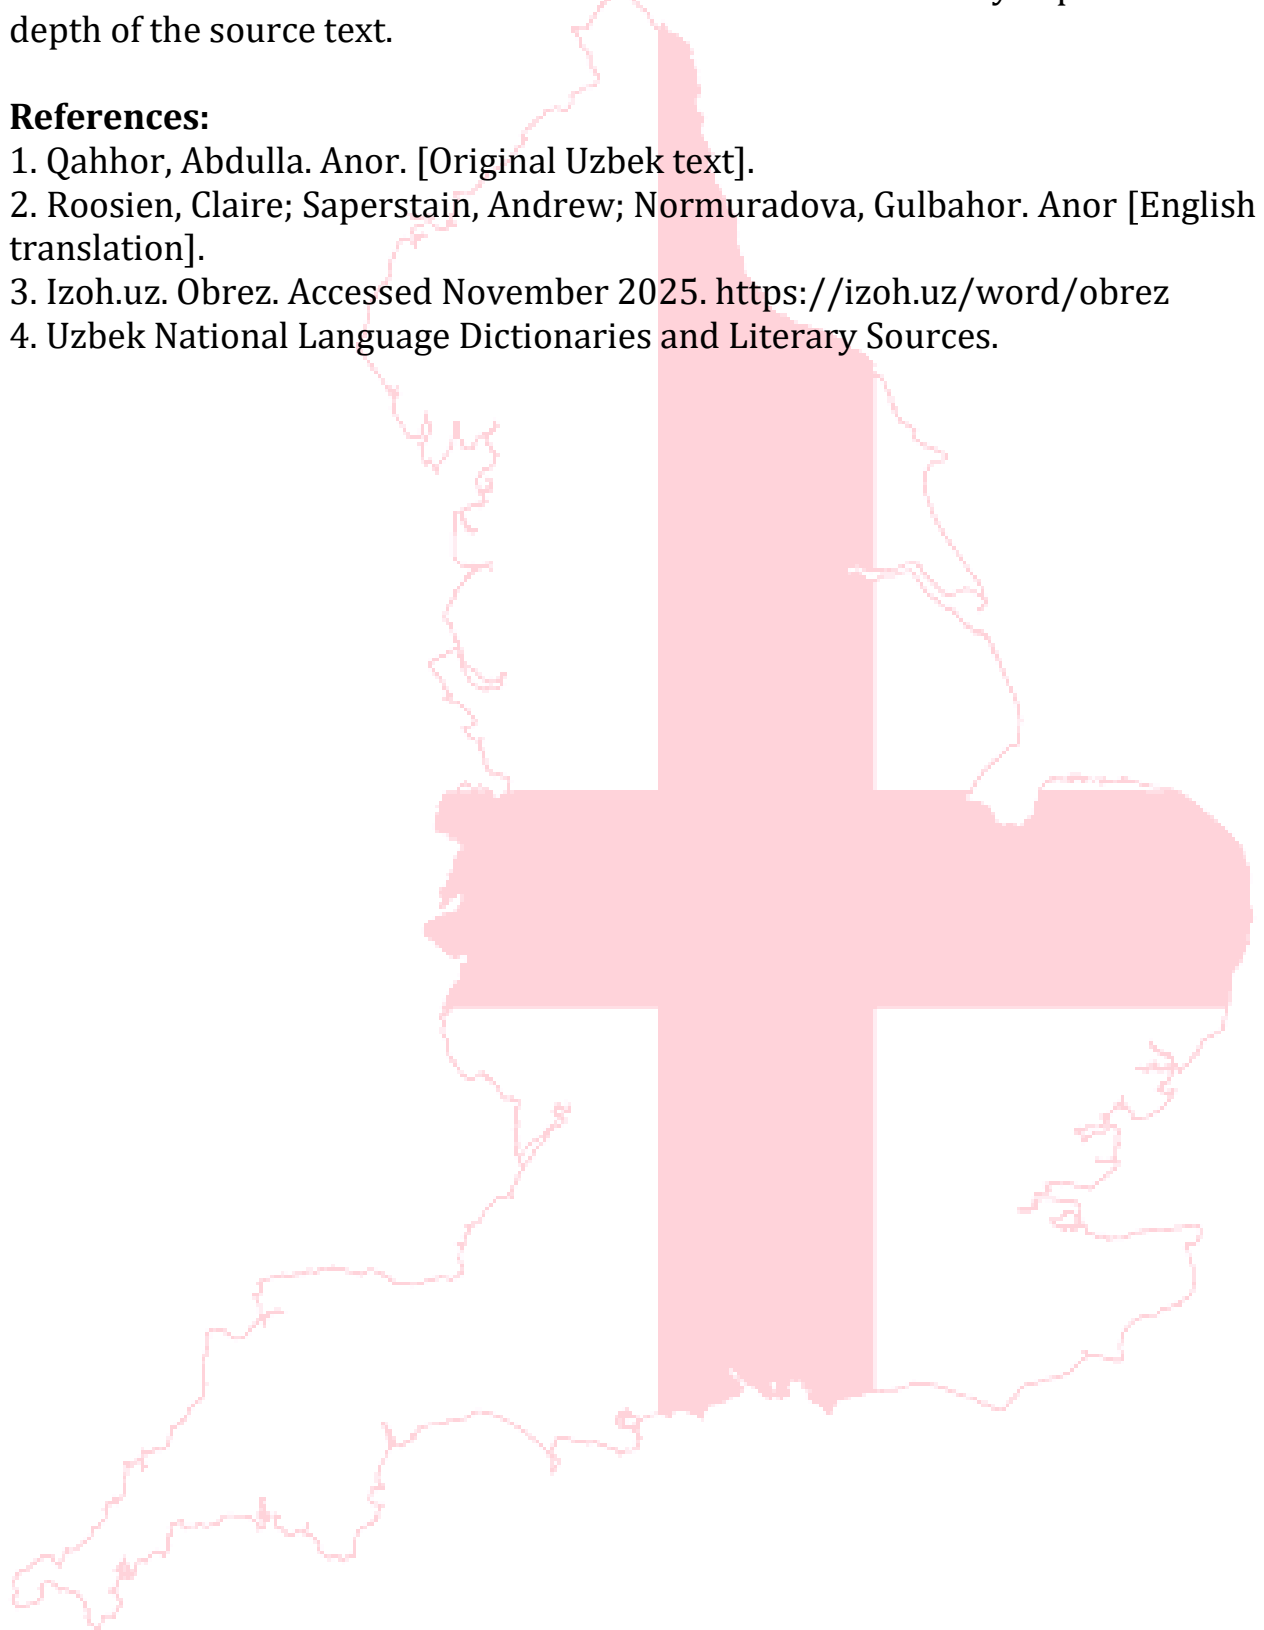 depth of the source text.
References:
1. Qahhor, Abdulla. Anor. [Original Uzbek text].
2. Roosien, Claire; Saperstain, Andrew; Normuradova, Gulbahor. Anor [English
translation].
3. Izoh.uz. Obrez. Accessed November 2025. https://izoh.uz/word/obrez
4. Uzbek National Language Dictionaries and Literary Sources.